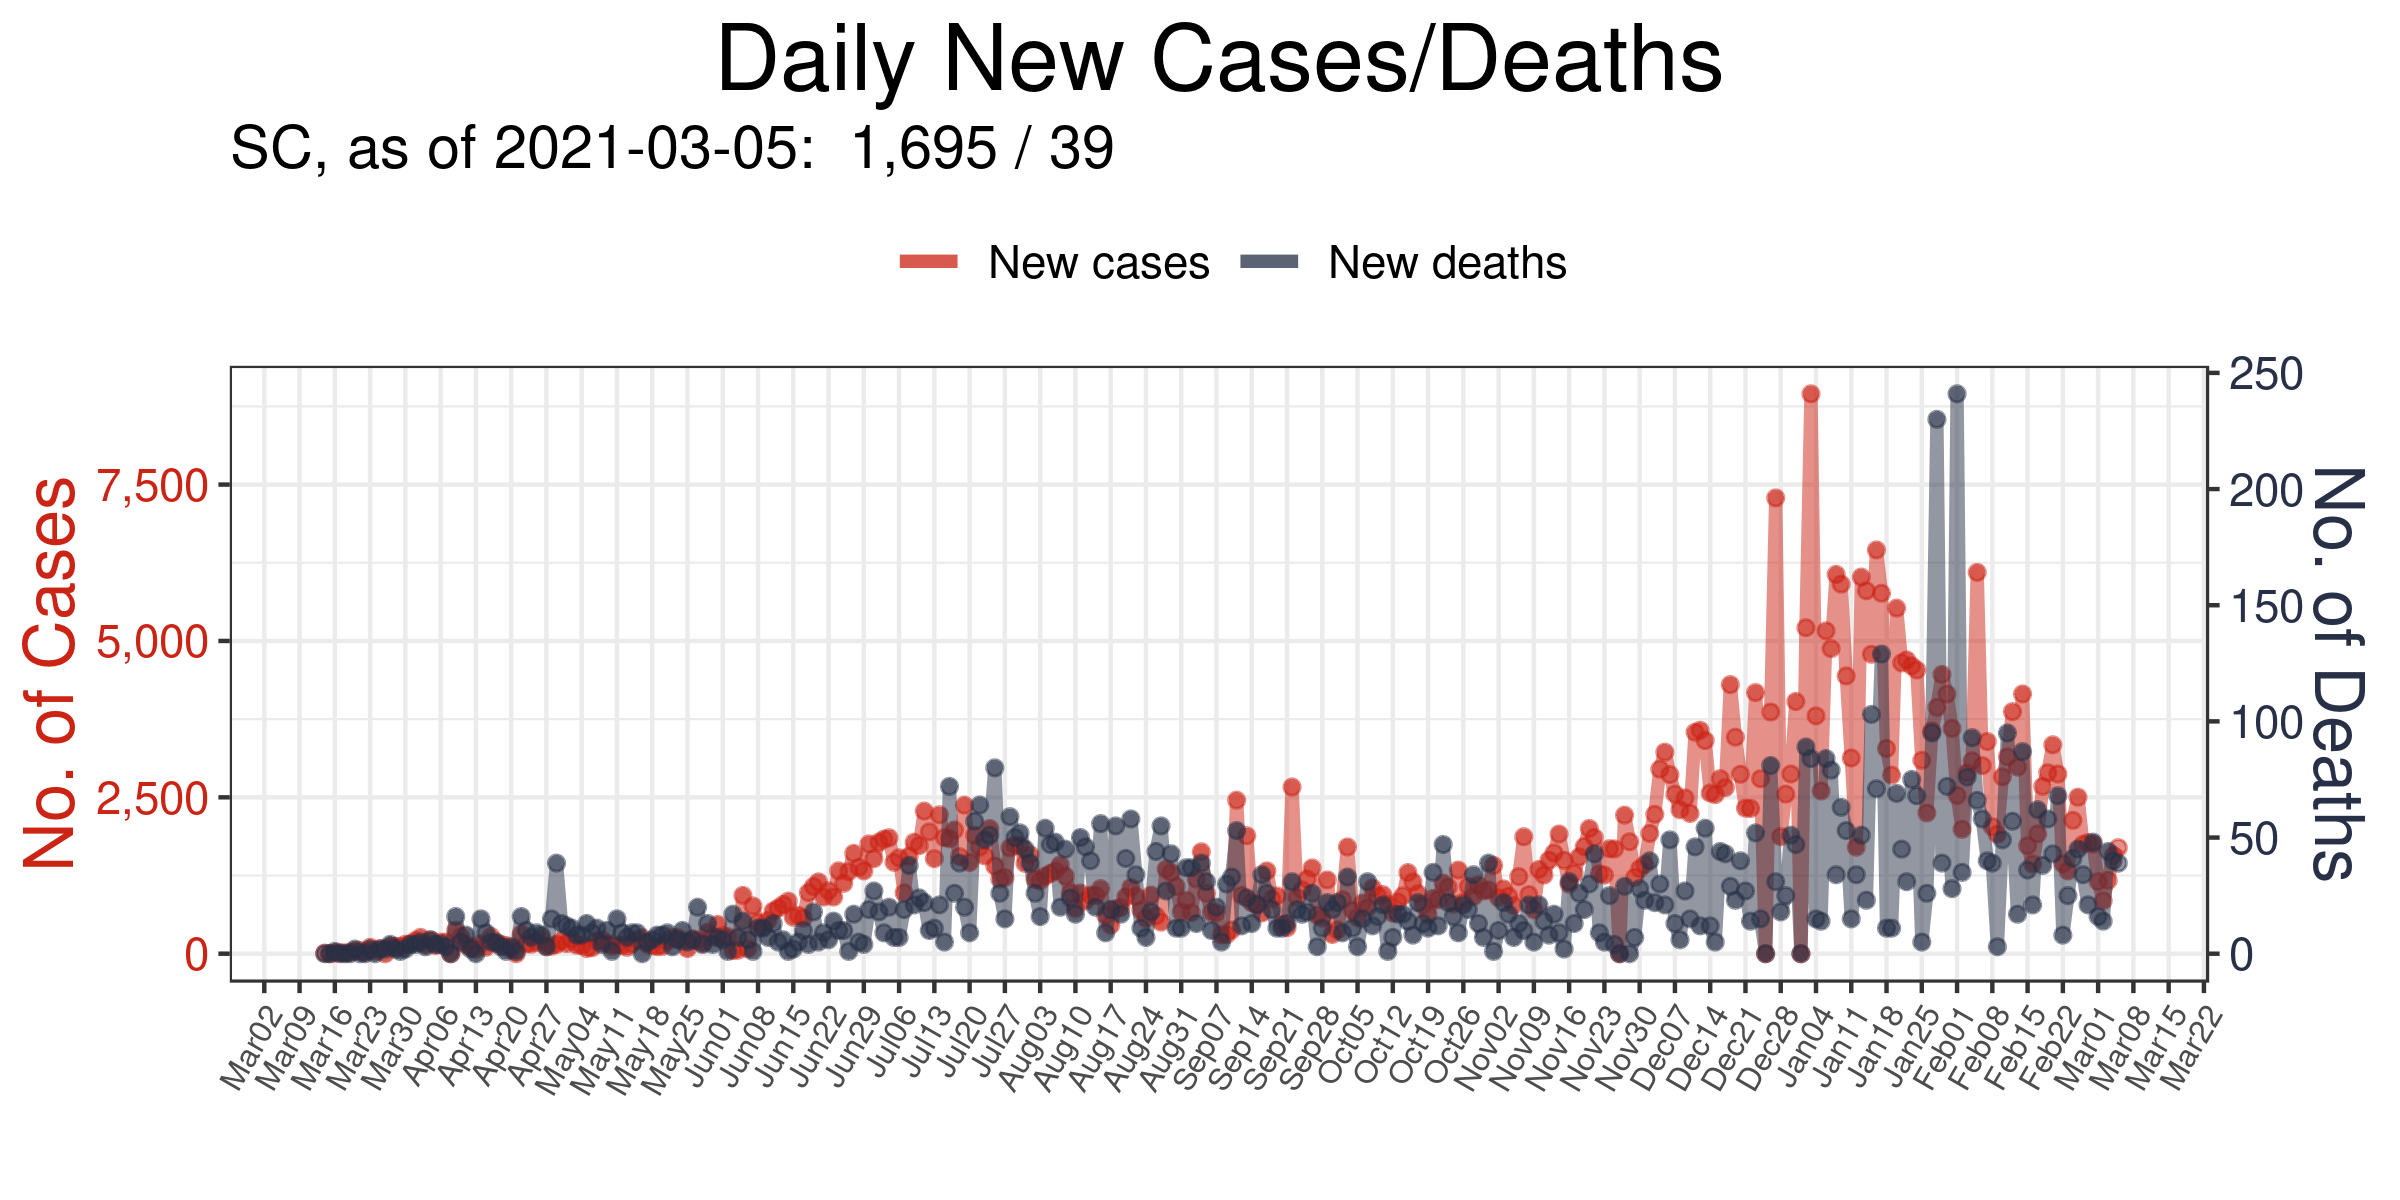 Daily New Cases/Deaths
SC, as of 2021-03-05:  1,695 / 39
New cases
New deaths
No. of Cases
7,500
5,000
2,500
0
250
200
150
100
50
0
No. of Deaths
Mar02
Mar09
Mar16
Mar23
Mar30
Apr06
Apr13
Apr20
Apr27
May04
May11
May18
May25
Jun01
Jun08
Jun15
Jun22
Jun29
Jul06
Jul13
Jul20
Jul27
Aug03
Aug10
Aug17
Aug24
Aug31
Sep07
Sep14
Sep21
Sep28
Oct05
Oct12
Oct19
Oct26
Nov02
Nov09
Nov16
Nov23
Nov30
Dec07
Dec14
Dec21
Dec28
Jan04
Jan11
Jan18
Jan25
Feb01
Feb08
Feb15
Feb22
Mar01
Mar08
Mar15
Mar22